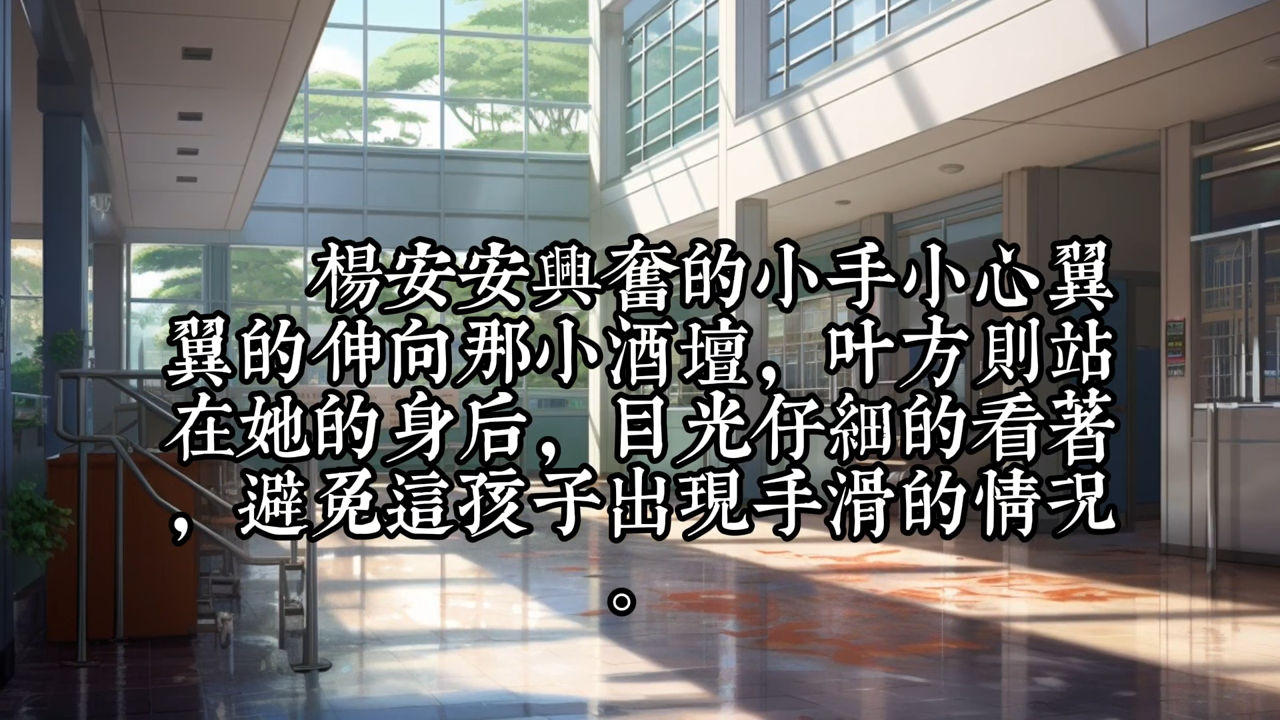 楊安安興奮的小手小心翼
翼的伸向那小酒壇，叶方則站
在她的身后，目光仔細的看著
，避免這孩子出現手滑的情況
。